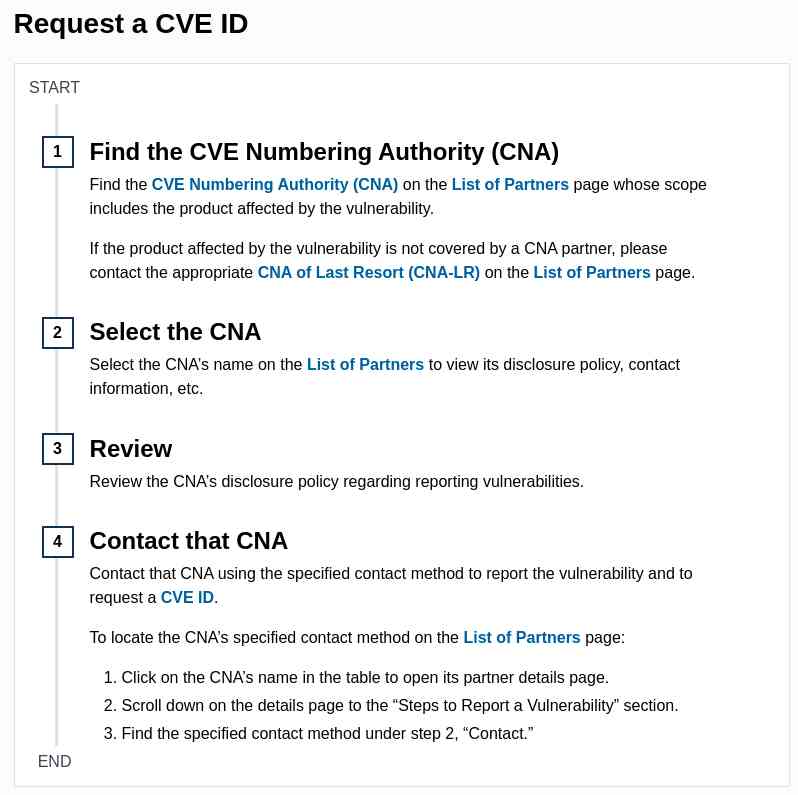 Request a CVE ID
START
1
Find the CVE Numbering Authority (CNA)
Find the CVE Numbering Authority (CNA) on the List of Partners page whose scope
includes the product affected by the vulnerability.
If the product affected by the vulnerability is not covered by a CNA partner, please
contact the appropriate CNA of Last Resort (CNA-LR) on the List of Partners page.
2
Select the CNA
Select the CNA’s name on the List of Partners to view its disclosure policy, contact
information, etc.
3
Review
Review the CNA’s disclosure policy regarding reporting vulnerabilities.
4
Contact that CNA
Contact that CNA using the specified contact method to report the vulnerability and to
request a CVE ID.
To locate the CNA’s specified contact method on the List of Partners page:
1. Click on the CNA’s name in the table to open its partner details page.
2. Scroll down on the details page to the “Steps to Report a Vulnerability” section.
3. Find the specified contact method under step 2, “Contact.”
END